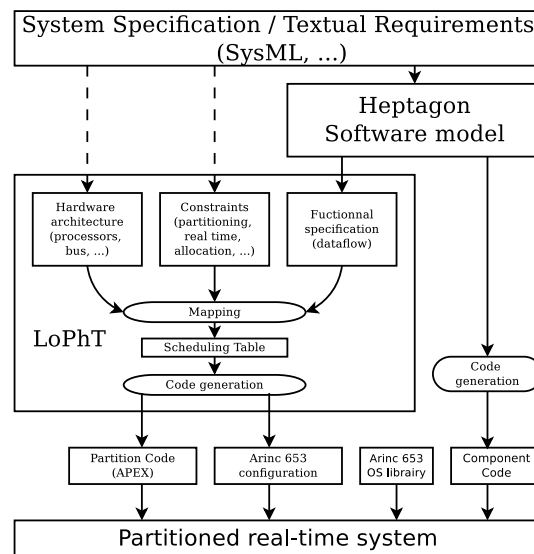 System Specification / Textual Requirements
(SysML, ...)
Heptagon
Software model
Hardware
architecture
(processors,
bus, ...)
Constraints
(partitioning,
real time,
allocation, ...)
Fuctionnal
specification
(dataflow)
Mapping
LoPhT
Scheduling Table
Code generation
Code
generation
Partition Code
(APEX)
Arinc 653
configuration
Arinc 653
OS librairy
Component
Code
Partitioned real-time system